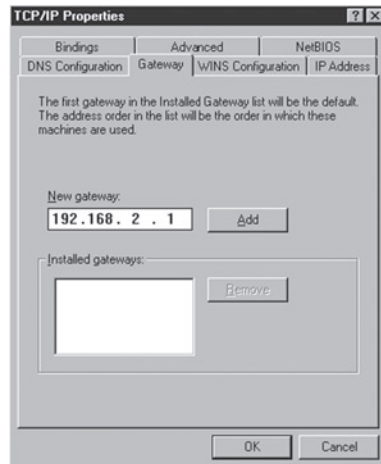 TCP/IP Properties
Bindings Advanced NetBIOS
DNS Configuration Gateway WINS Configuration IP Address
The first gateway in the Installed Gateway list will be the default.
The address order in the list will be the order in which these
machines are used.
New gateway:
192.168. 2 . 1 Add
Installed gateways:
Remove
OK Cancel